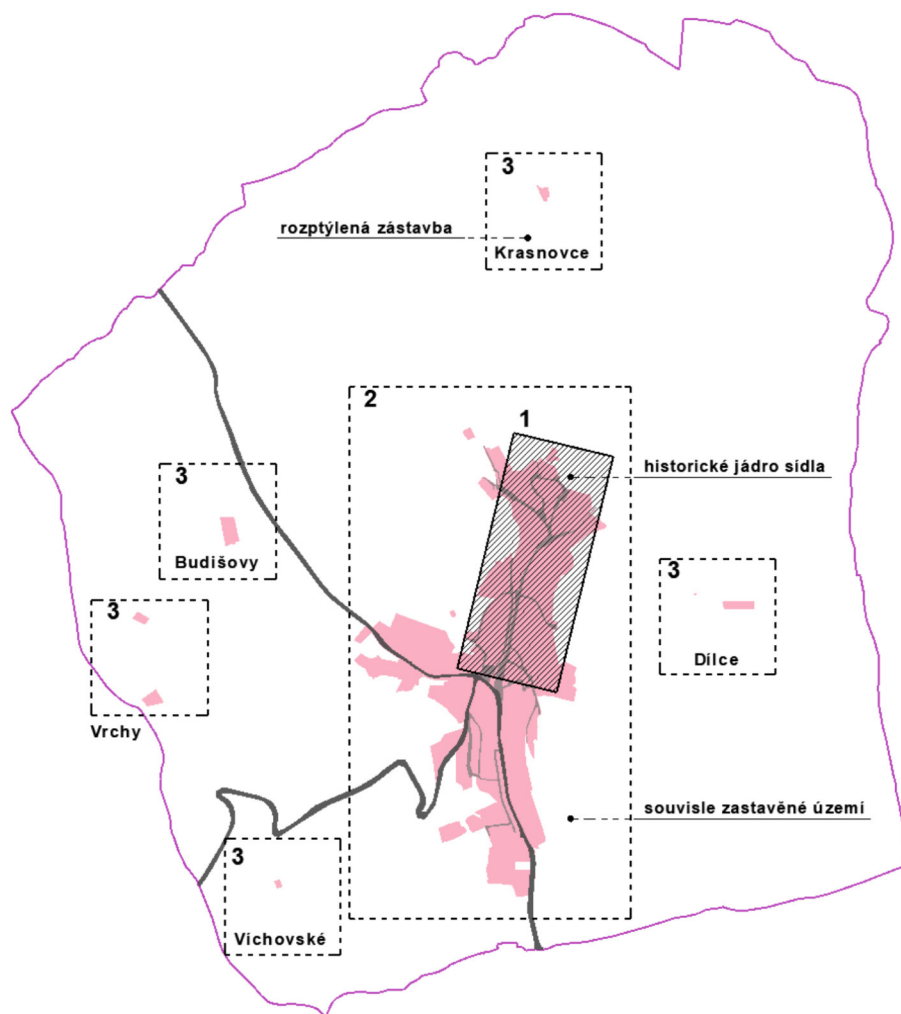 3
rozptýlená zástavba
Krasnovce
2
1
historické jádro sídla
3
Budišovy
3
Dílce
3
Vrchy
souvisle zastavěné území
3
Víchovské